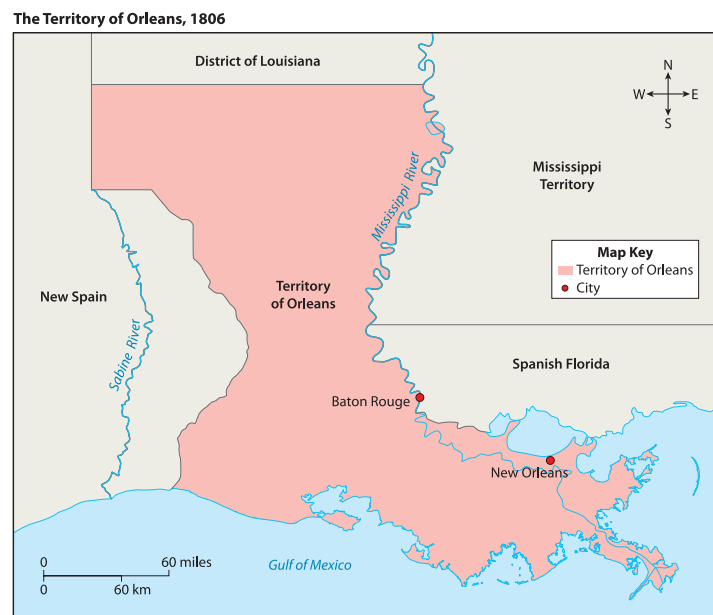 The Territory of Orleans, 1806
District of Louisiana
N
W
E
S
Mississippi River
Mississippi
Territory
Map Key
Territory of Orleans
City
New Spain
Territory
of Orleans
Sabine River
Spanish Florida
Baton Rouge
New Orleans
0
60 miles
0
60 km
Gulf of Mexico